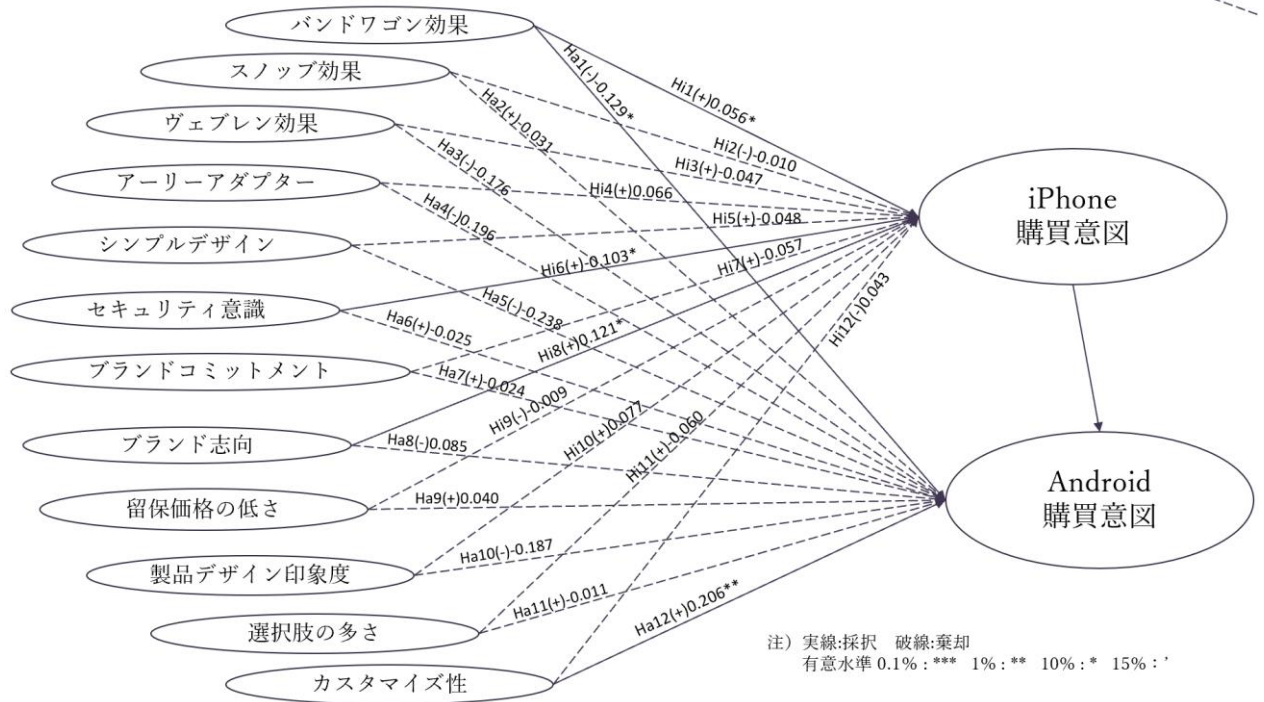 バンドワゴン効果
スノッブ効果
ヴェブレン効果
アーリーアダプター
シンプルデザイン
セキュリティ意識
ブランドコミットメント
ブランド志向
留保価格の低さ
製品デザイン印象度
選択肢の多さ
カスタマイズ性
Ha1(-)-0.129*
Hi1(+)0.056*
Ha2(+)-0.031
Hi2(-)-0.010
Ha3(-)-0.176
Hi3(+)-0.047
Ha4(-)0.196
Hi4(+)0.066
Hi5(+)-0.048
Ha5(-)-0.238
Hi6(+)-0.103*
Ha6(+)-0.025
Hi7(+)-0.057
Ha7(+)-0.024
Hi8(+)0.121*
Ha8(-)0.085
Hi9(-)-0.009
Ha9(+)0.040
Hi10(+)0.077
Ha10(-)-0.187
Hi11(+)-0.060
Ha11(+)-0.011
Hi12(-)0.043
Ha12(+)0.206**
iPhone
購買意図
Android
購買意図
注）実線:採択　破線:棄却
有意水準 0.1% : ***　1% : **　10% : *　15% : ’